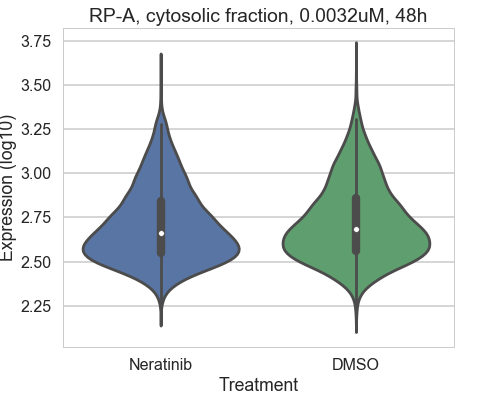 RP-A, cytosolic fraction, 0.0032uM, 48h
Expression (log10)
3.75
3.50
3.25
3.00
2.75
2.50
2.25
Neratinib DMSO
Treatment